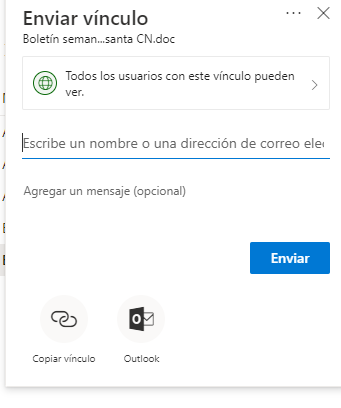 Enviar vínculo
Boletín seman...santa CN.doc
Todos los usuarios con este vínculo pueden
ver.
Escribe un nombre o una dirección de correo elec
Agregar un mensaje (opcional)
Enviar
Copiar vínculo
Outlook